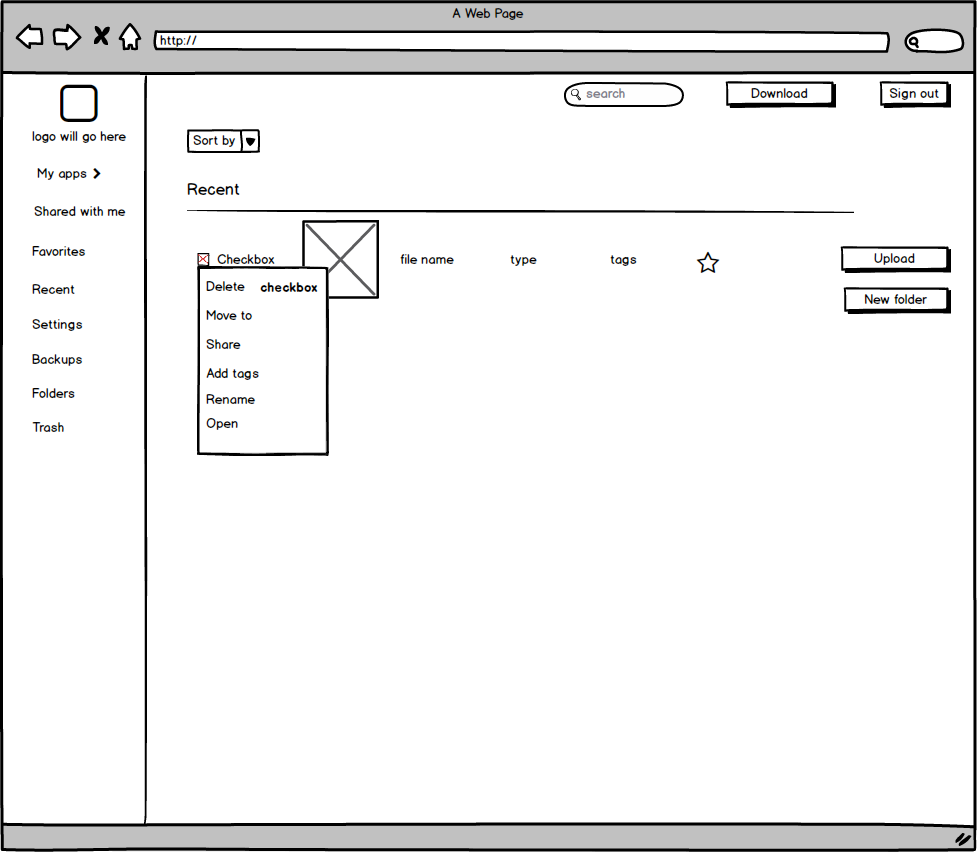 A Web Page
http://
search
Download
Sign out
logo will go here
Sort by
My apps
Recent
Shared with me
Favorites
Checkbox
file name
type
tags
Upload
Recent
Delete checkbox
New folder
Settings
Move to
Backups
Share
Folders
Add tags
Trash
Rename
Open